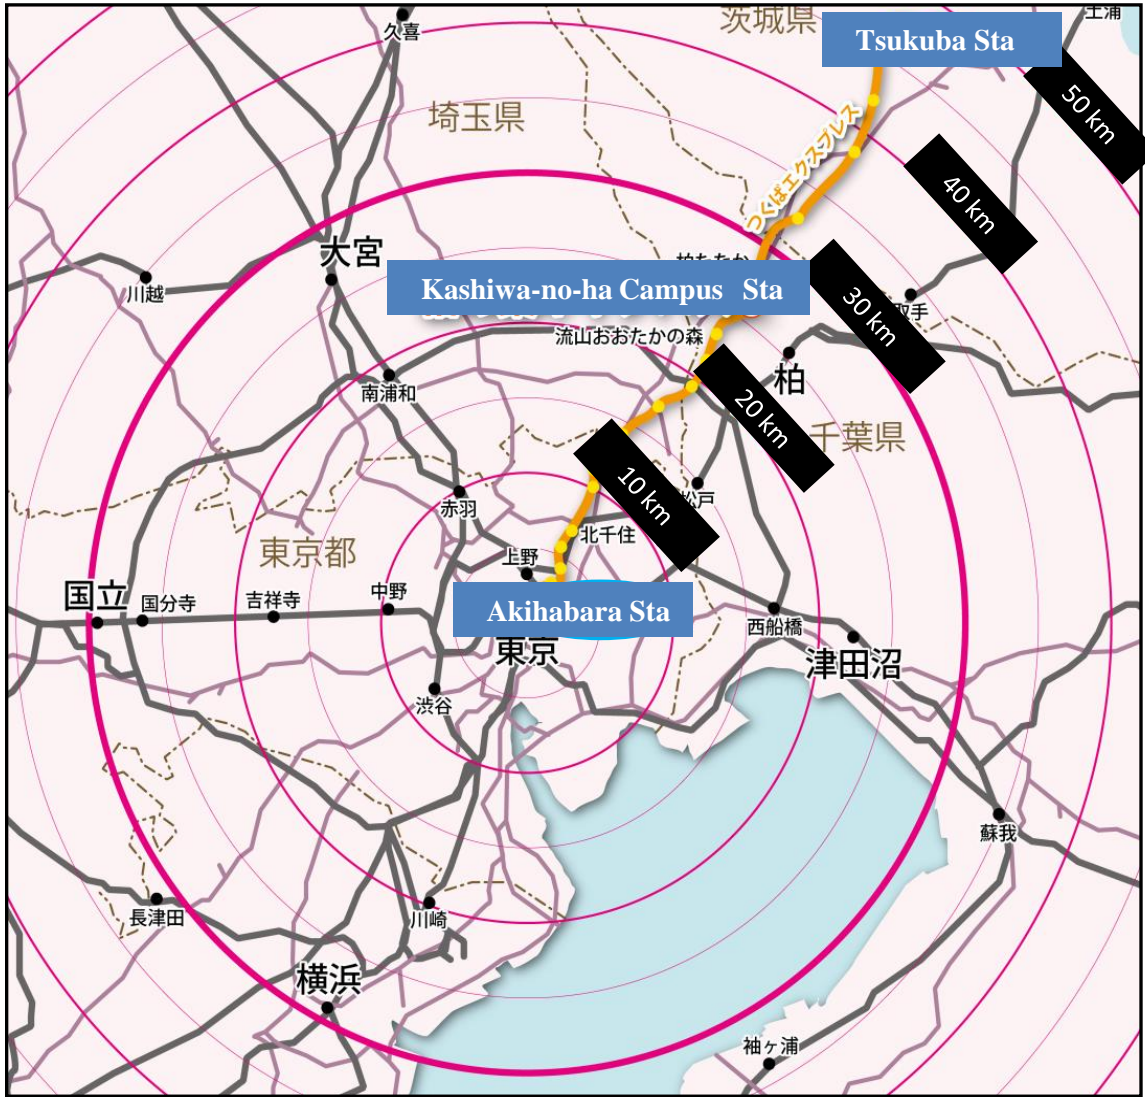 茨城県
土浦
久喜
Tsukuba Sta
50 km
埼玉県
つくばエクスプレス
40 km
大宮
川越
Kashiwa-no-ha Campus Sta
30 km
取手
流山おおたかの森
柏
南浦和
20 km
千葉県
10 km
松戸
赤羽
北千住
東京都
上野
国立
国分寺
吉祥寺
中野
Akihabara Sta
西船橋
東京
津田沼
渋谷
蘇我
長津田
川崎
横浜
袖ヶ浦